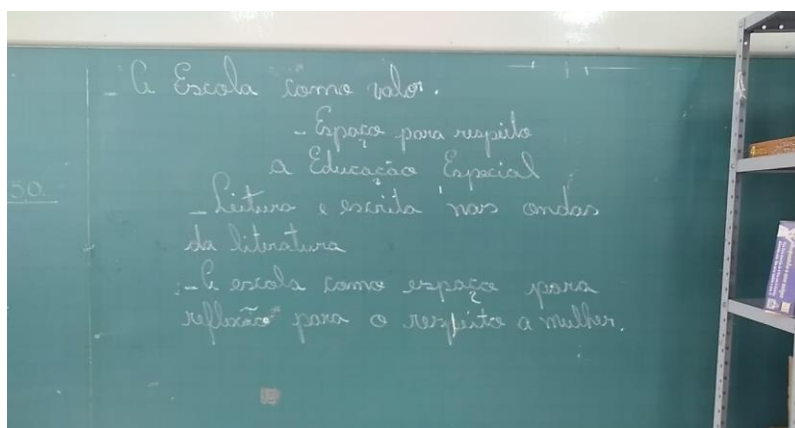 - A Escola como valor.
- Espaço para respeito
a Educação Especial
- Leitura e escrita nas ondas
da literatura
- A escola como espaço para
reflexão para o respeito a mulher.
50.